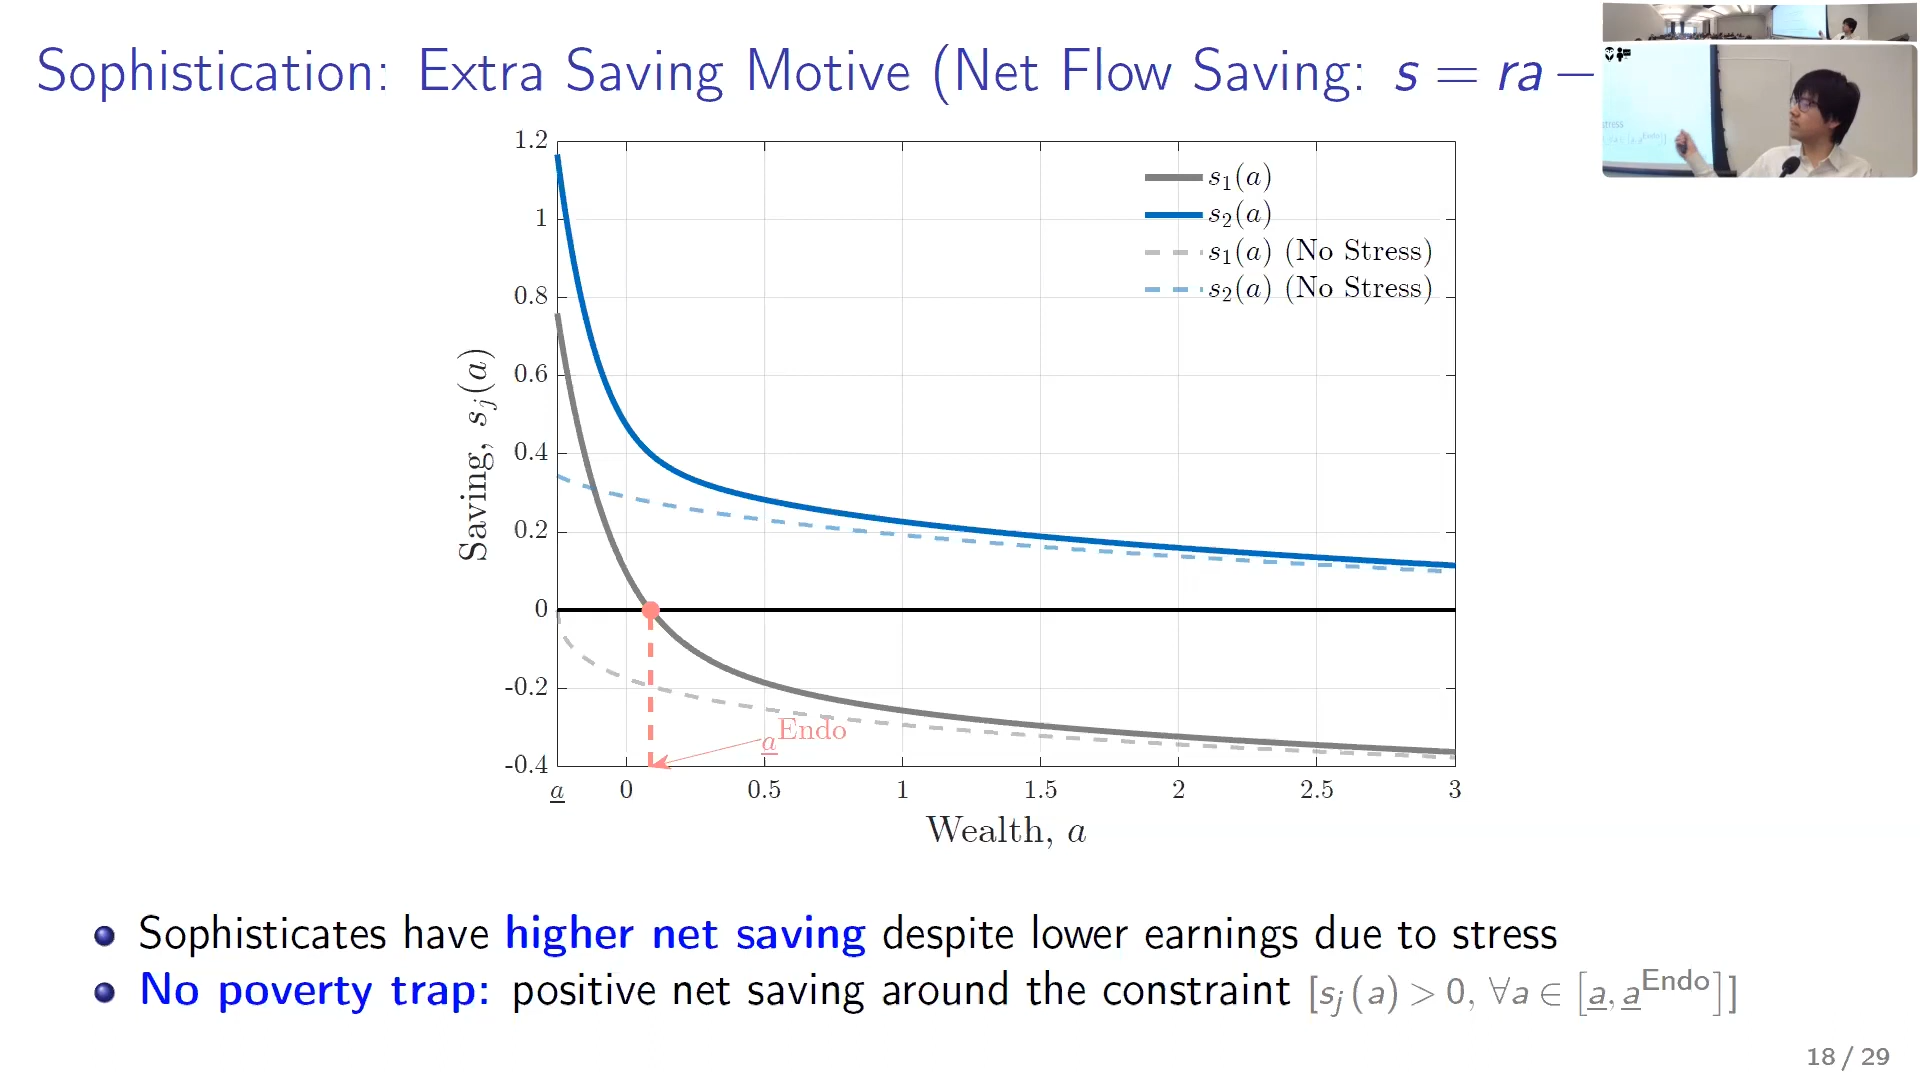 Sophistication: Extra Saving Motive (Net Flow Saving: s = ra −
1.2
1
0.8
0.6
0.4
0.2
0
-0.2
-0.4
Saving, s_j(a)
s_1(a)
s_2(a)
s_1(a) (No Stress)
s_2(a) (No Stress)
a̲^Endo
a̲ 0 0.5 1 1.5 2 2.5 3
Wealth, a
• Sophisticates have higher net saving despite lower earnings due to stress
• No poverty trap: positive net saving around the constraint [s_j(a) > 0, ∀a ∈ [a̲, a̲^Endo]]
18 / 29